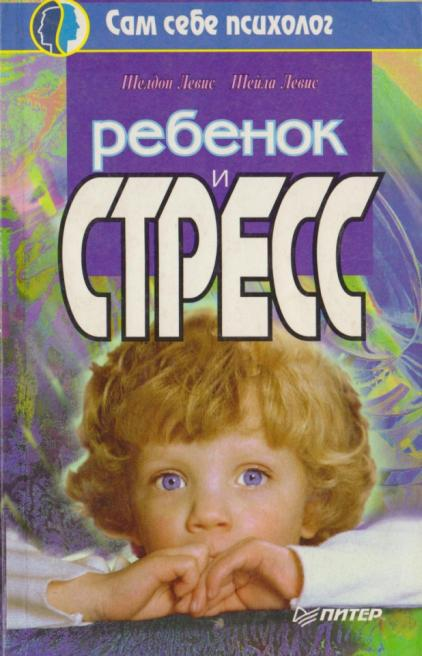 Сам себе психолог
Шелдон Левис Шейла Левис
ребенок
и
СТРЕСС
ПИТЕР